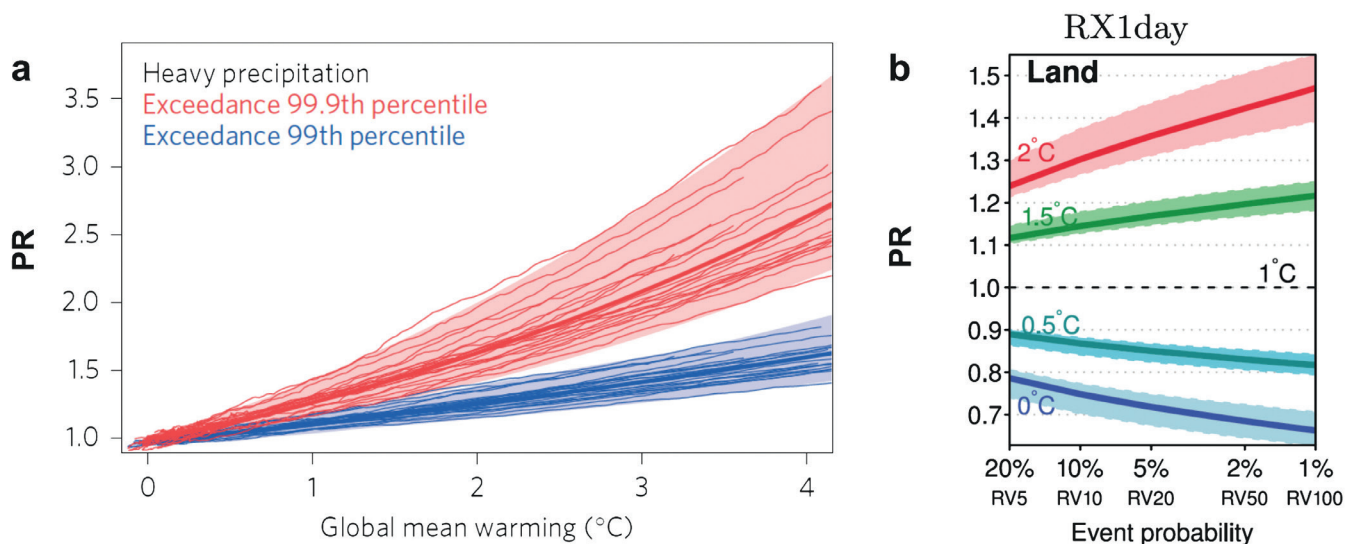 a
Heavy precipitation
Exceedance 99.9th percentile
Exceedance 99th percentile
PR
3.5
3.0
2.5
2.0
1.5
1.0
0
1
2
3
4
Global mean warming (°C)
RX1day
b
Land
PR
1.5
1.4
1.3
1.2
1.1
1.0
0.9
0.8
0.7
2°C
1.5°C
1°C
0.5°C
0°C
20% 10% 5% 2% 1%
RV5 RV10 RV20 RV50 RV100
Event probability